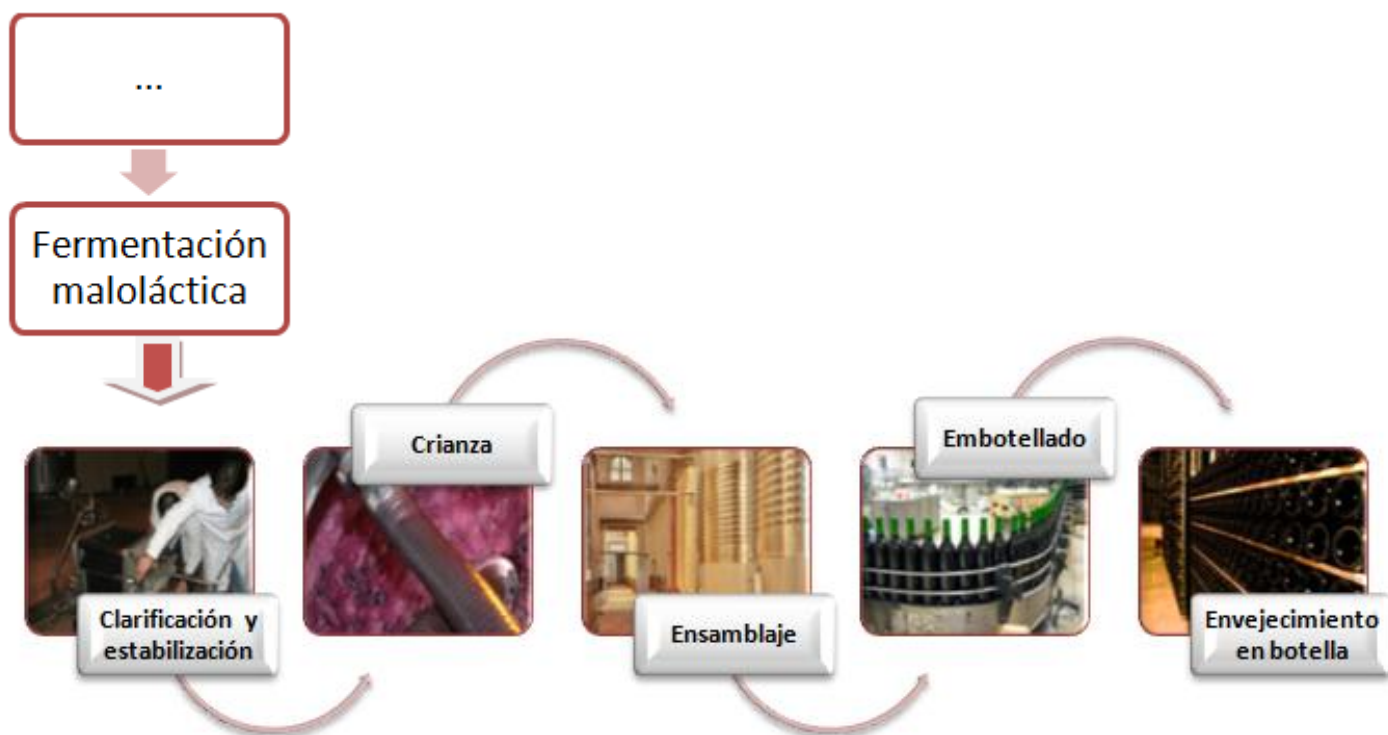 ...
Fermentación
maloláctica
Clarificación y
estabilización
Crianza
Ensamblaje
Embotellado
Envejecimiento
en botella